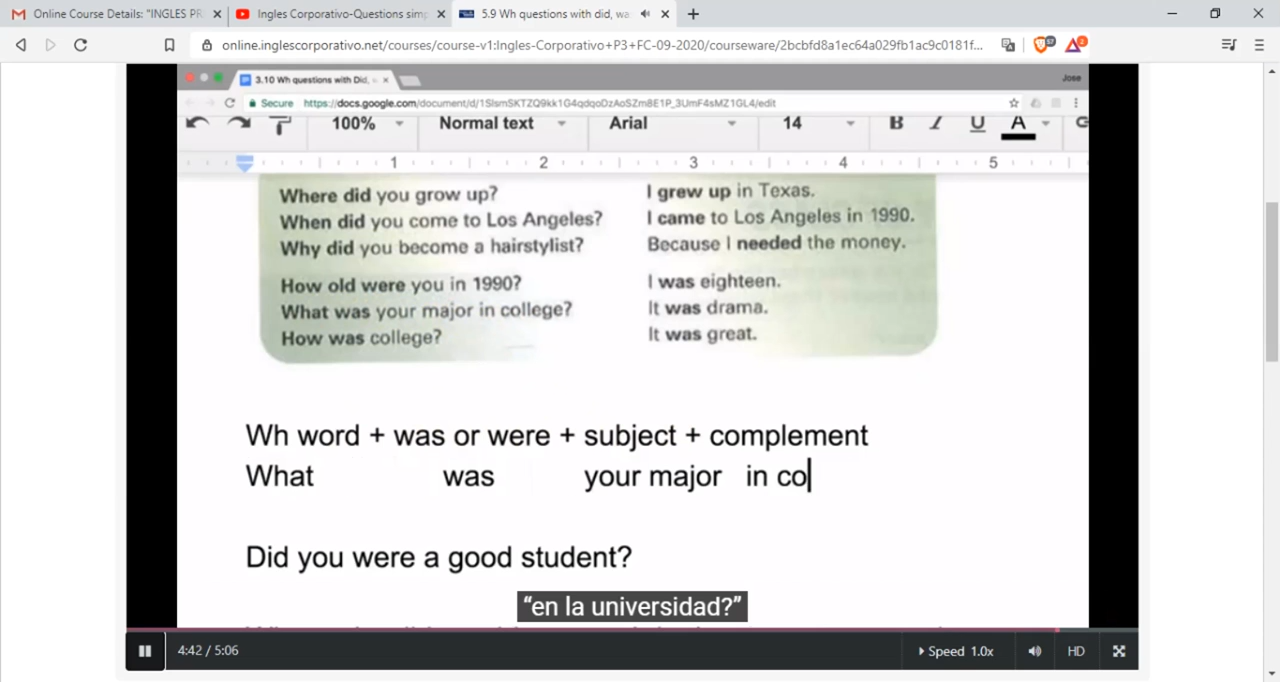 Online Course Details: "INGLES PR
Ingles Corporativo-Questions sim
5.9 Wh questions with did, wa
online.inglescorporativo.net/courses/course-v1:Ingles-Corporativo+P3+FC-09-2020/courseware/2bcbfd8a1ec64a029fb1ac9c0181f...
3.10 Wh questions with Did,
Jose
Secure https://docs.google.com/document/d/1SlsmSKTZQ9kk1G4qdqoDzAoSZm8E1P_3UmF4sMZ1GL4/edit
100% Normal text Arial 14 B I U A
1 2 3 4 5
Where did you grow up? I grew up in Texas.
When did you come to Los Angeles? I came to Los Angeles in 1990.
Why did you become a hairstylist? Because I needed the money.
How old were you in 1990? I was eighteen.
What was your major in college? It was drama.
How was college? It was great.
Wh word + was or were + subject + complement
What was your major in co
Did you were a good student?
"en la universidad?"
4:42 / 5:06 Speed 1.0x HD